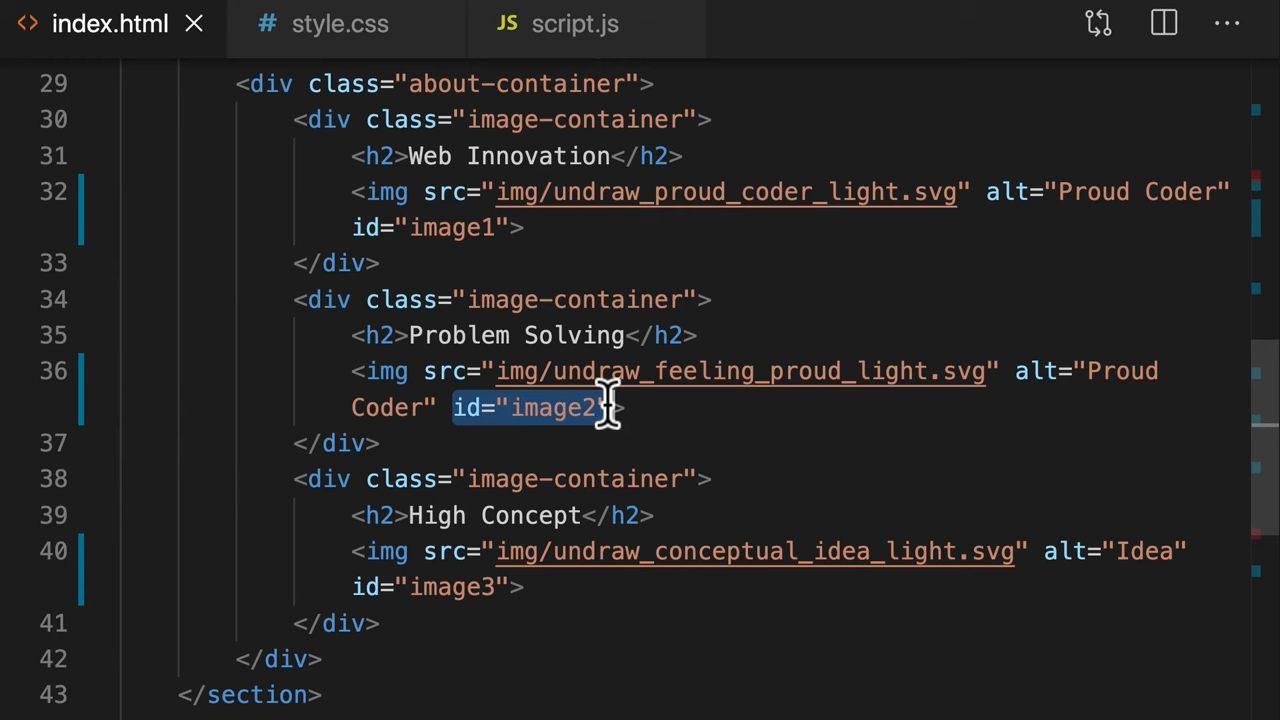 <> index.html × # style.css JS script.js ...
29 <div class="about-container">
30 <div class="image-container">
31 <h2>Web Innovation</h2>
32 <img src="img/undraw_proud_coder_light.svg" alt="Proud Coder"
id="image1">
33 </div>
34 <div class="image-container">
35 <h2>Problem Solving</h2>
36 <img src="img/undraw_feeling_proud_light.svg" alt="Proud
Coder" id="image2">
37 </div>
38 <div class="image-container">
39 <h2>High Concept</h2>
40 <img src="img/undraw_conceptual_idea_light.svg" alt="Idea"
id="image3">
41 </div>
42 </div>
43 </section>